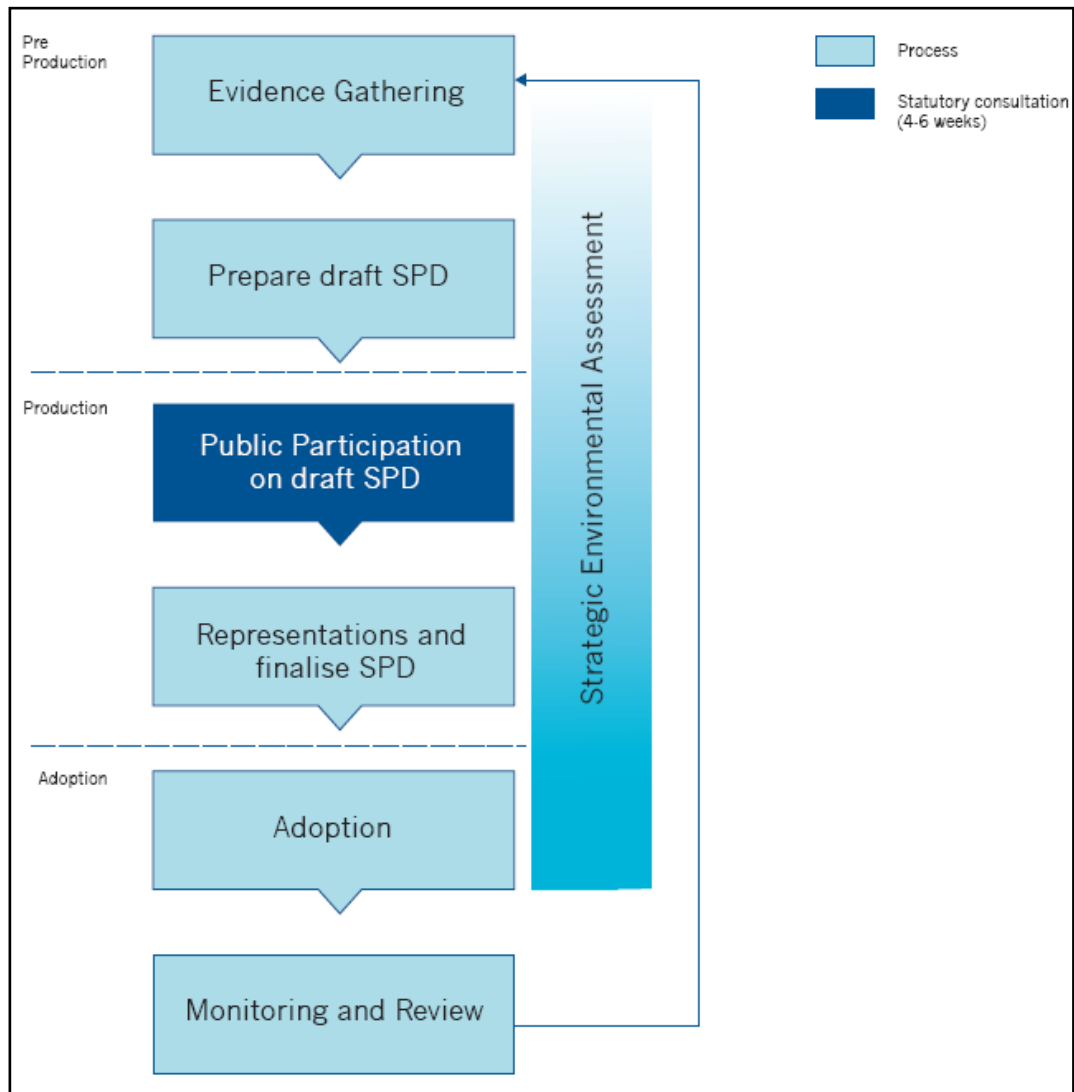 Pre
Production
Evidence Gathering
Process
Statutory consultation
(4-6 weeks)
Prepare draft SPD
Strategic Environmental Assessment
Production
Public Participation
on draft SPD
Representations and
finalise SPD
Adoption
Adoption
Monitoring and Review